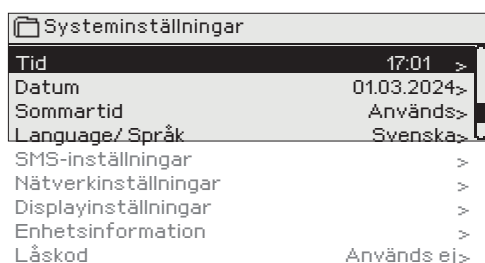 Systeminställningar
Tid 17:01 >
Datum 01.03.2024>
Sommartid Används>
Language/ Språk Svenska>
SMS-inställningar >
Nätverkinställningar >
Displayinställningar >
Enhetsinformation >
Låskod Används ej>